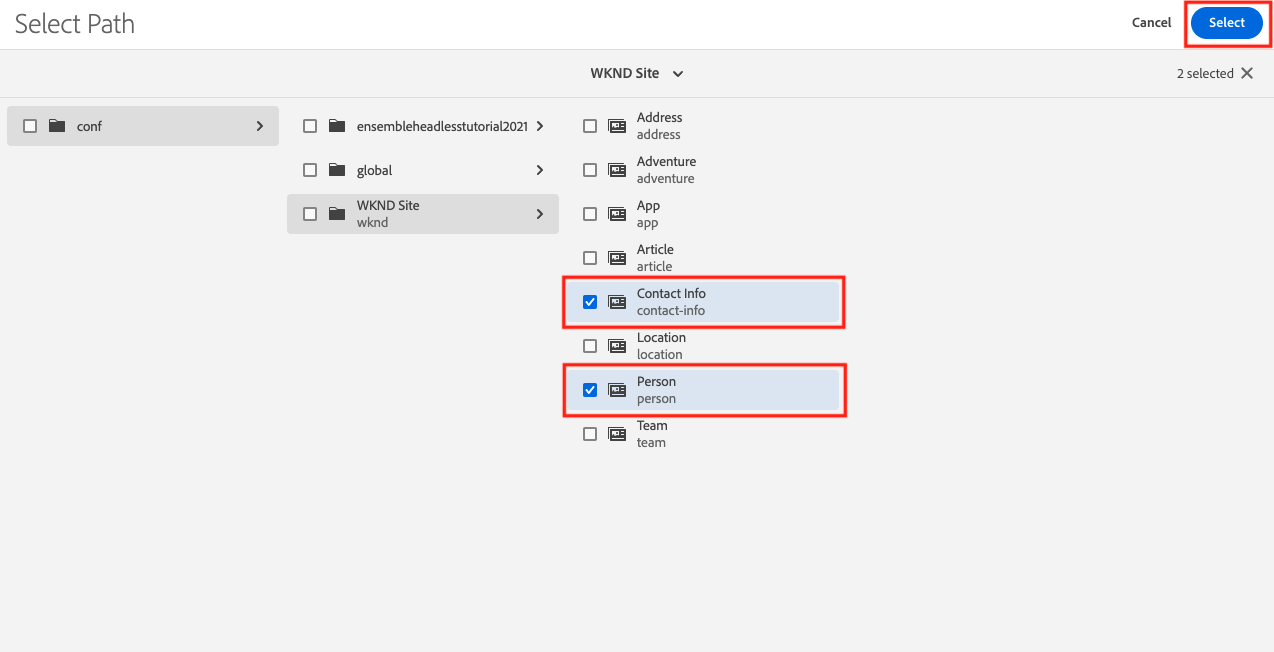 Select Path
Cancel
Select
WKND Site
2 selected
conf
ensembleheadlesstutorial2021
global
WKND Site
wknd
Address
address
Adventure
adventure
App
app
Article
article
Contact Info
contact-info
Location
location
Person
person
Team
team